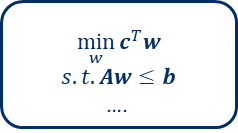 min c^T w
w
s.t. Aw ≤ b
....